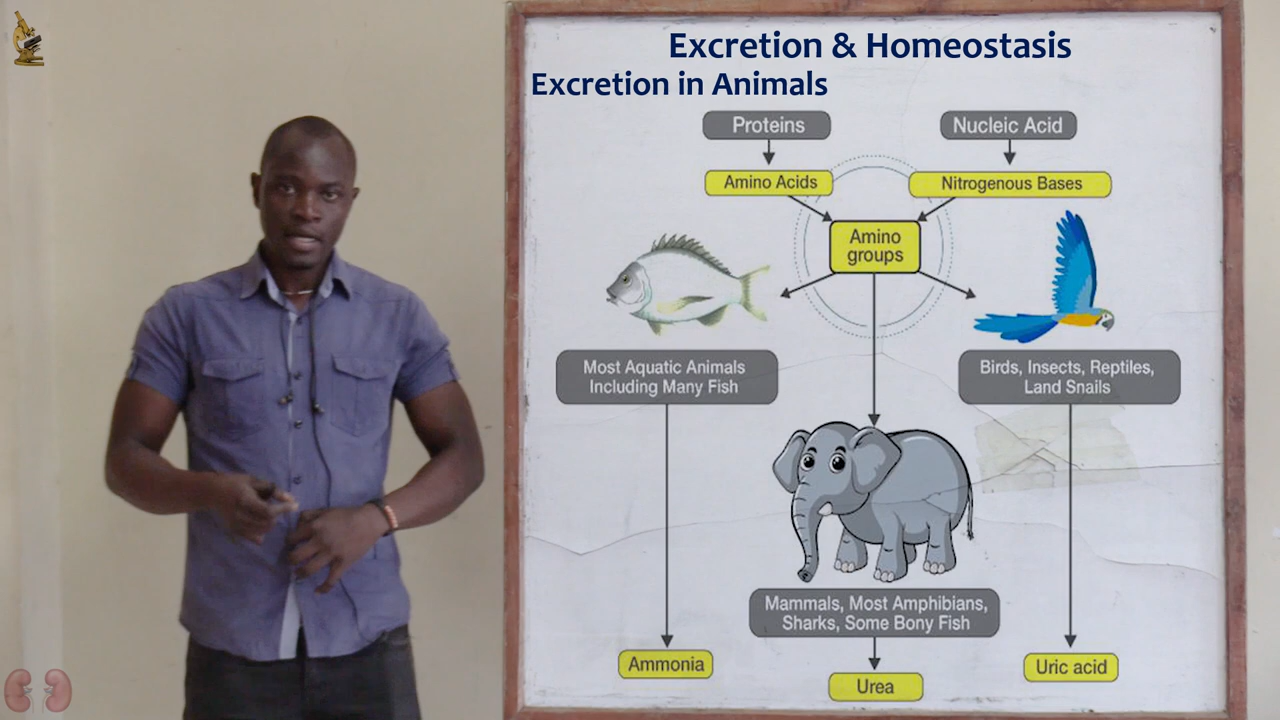 Excretion & Homeostasis
Excretion in Animals
Proteins
Nucleic Acid
Amino Acids
Nitrogenous Bases
Amino
groups
Most Aquatic Animals
Including Many Fish
Birds, Insects, Reptiles,
Land Snails
Mammals, Most Amphibians,
Sharks, Some Bony Fish
Ammonia
Urea
Uric acid